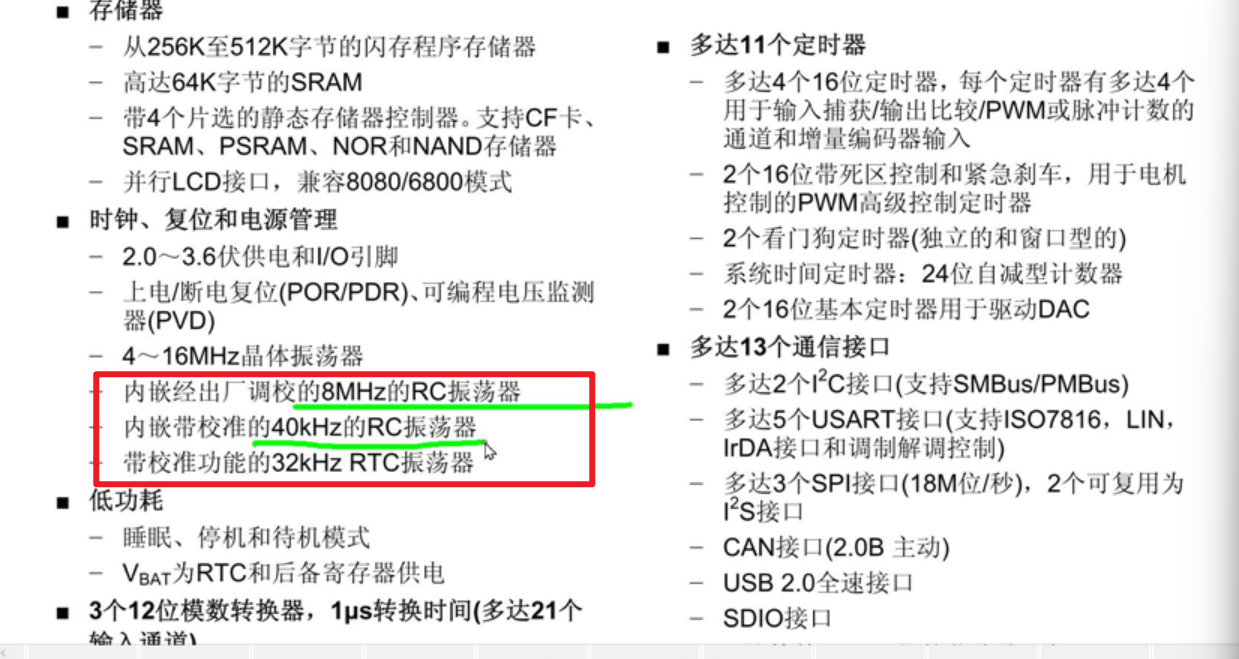 ■ 存储器
– 从256K至512K字节的闪存程序存储器
– 高达64K字节的SRAM
– 带4个片选的静态存储器控制器。支持CF卡、
SRAM、PSRAM、NOR和NAND存储器
– 并行LCD接口，兼容8080/6800模式
■ 时钟、复位和电源管理
– 2.0～3.6伏供电和I/O引脚
– 上电/断电复位(POR/PDR)、可编程电压监测
器(PVD)
– 4～16MHz晶体振荡器
– 内嵌经出厂调校的8MHz的RC振荡器
– 内嵌带校准的40kHz的RC振荡器
– 带校准功能的32kHz RTC振荡器
■ 低功耗
– 睡眠、停机和待机模式
– VBAT为RTC和后备寄存器供电
■ 3个12位模数转换器，1μs转换时间(多达21个
输入通道)
■ 多达11个定时器
– 多达4个16位定时器，每个定时器有多达4个
用于输入捕获/输出比较/PWM或脉冲计数的
通道和增量编码器输入
– 2个16位带死区控制和紧急刹车，用于电机
控制的PWM高级控制定时器
– 2个看门狗定时器(独立的和窗口型的)
– 系统时间定时器：24位自减型计数器
– 2个16位基本定时器用于驱动DAC
■ 多达13个通信接口
– 多达2个I²C接口(支持SMBus/PMBus)
– 多达5个USART接口(支持ISO7816，LIN，
IrDA接口和调制解调控制)
– 多达3个SPI接口(18M位/秒)，2个可复用为
I²S接口
– CAN接口(2.0B 主动)
– USB 2.0全速接口
– SDIO接口